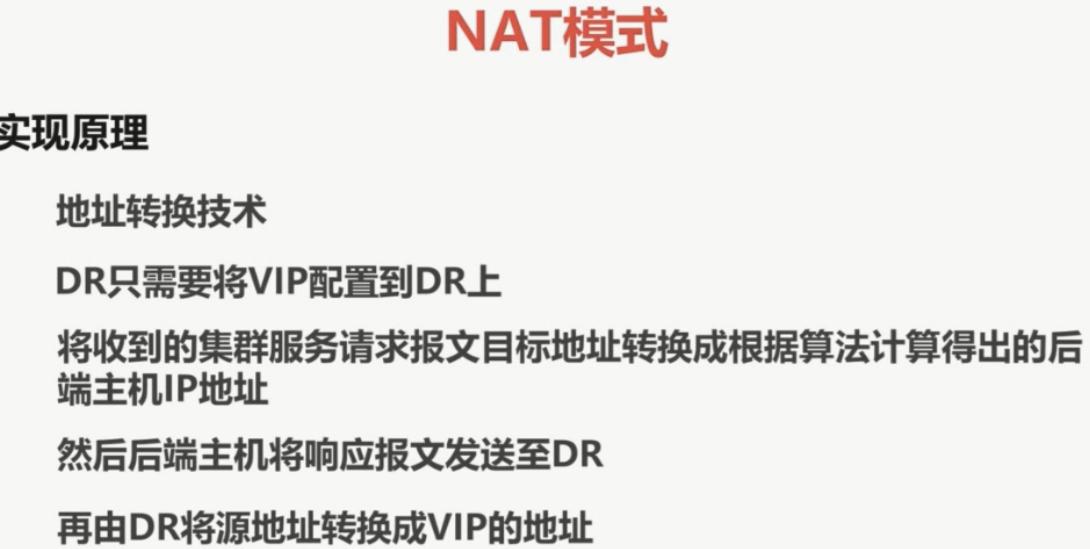 NAT模式
实现原理
地址转换技术
DR只需要将VIP配置到DR上
将收到的集群服务请求报文目标地址转换成根据算法计算得出的后
端主机IP地址
然后后端主机将响应报文发送至DR
再由DR将源地址转换成VIP的地址